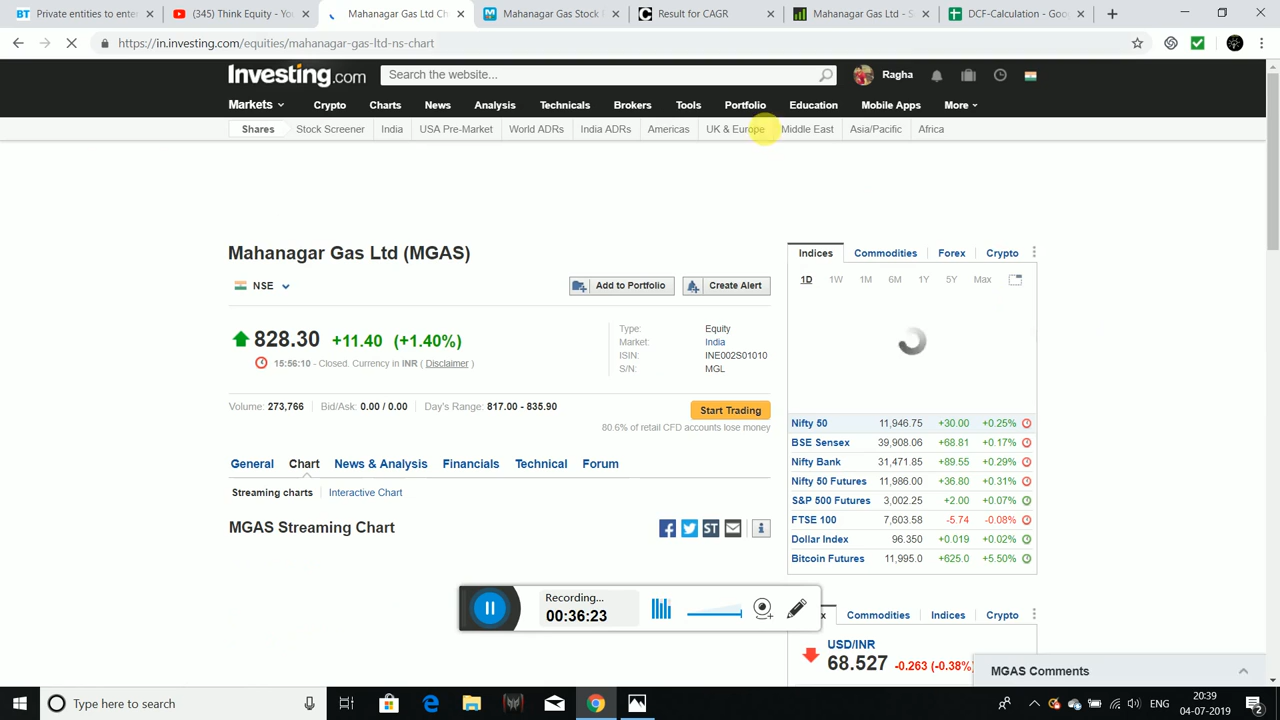 BT Private entities to enter
(345) Think Equity - Y
Mahanagar Gas Ltd Ch
Mahanagar Gas Stock
Result for CAGR
Mahanagar Gas Ltd - S
DCF-Calculation - Goo
https://in.investing.com/equities/mahanagar-gas-ltd-ns-chart
Investing.com
Search the website...
Ragha
Markets Crypto Charts News Analysis Technicals Brokers Tools Portfolio Education Mobile Apps More
Shares Stock Screener India USA Pre-Market World ADRs India ADRs Americas UK & Europe Middle East Asia/Pacific Africa
Mahanagar Gas Ltd (MGAS)
NSE
Add to Portfolio
Create Alert
828.30 +11.40 (+1.40%)
15:56:10 - Closed. Currency in INR ( Disclaimer )
Type: Equity
Market: India
ISIN: INE002S01010
S/N: MGL
Volume: 273,766 Bid/Ask: 0.00 / 0.00 Day's Range: 817.00 - 835.90
Start Trading
80.6% of retail CFD accounts lose money
General Chart News & Analysis Financials Technical Forum
Streaming charts Interactive Chart
MGAS Streaming Chart
ST
Indices Commodities Forex Crypto
1D 1W 1M 6M 1Y 5Y Max
Nifty 50 11,946.75 +30.00 +0.25%
BSE Sensex 39,908.06 +68.81 +0.17%
Nifty Bank 31,471.85 +89.55 +0.29%
Nifty 50 Futures 11,986.00 +36.80 +0.31%
S&P 500 Futures 3,002.25 +2.00 +0.07%
FTSE 100 7,603.58 -5.74 -0.08%
Dollar Index 96.350 +0.019 +0.02%
Bitcoin Futures 11,995.0 +625.0 +5.50%
Recording...
00:36:23
Commodities Indices Crypto
USD/INR
68.527 -0.263 (-0.38%)
MGAS Comments
Type here to search
ENG
20:39
04-07-2019
2